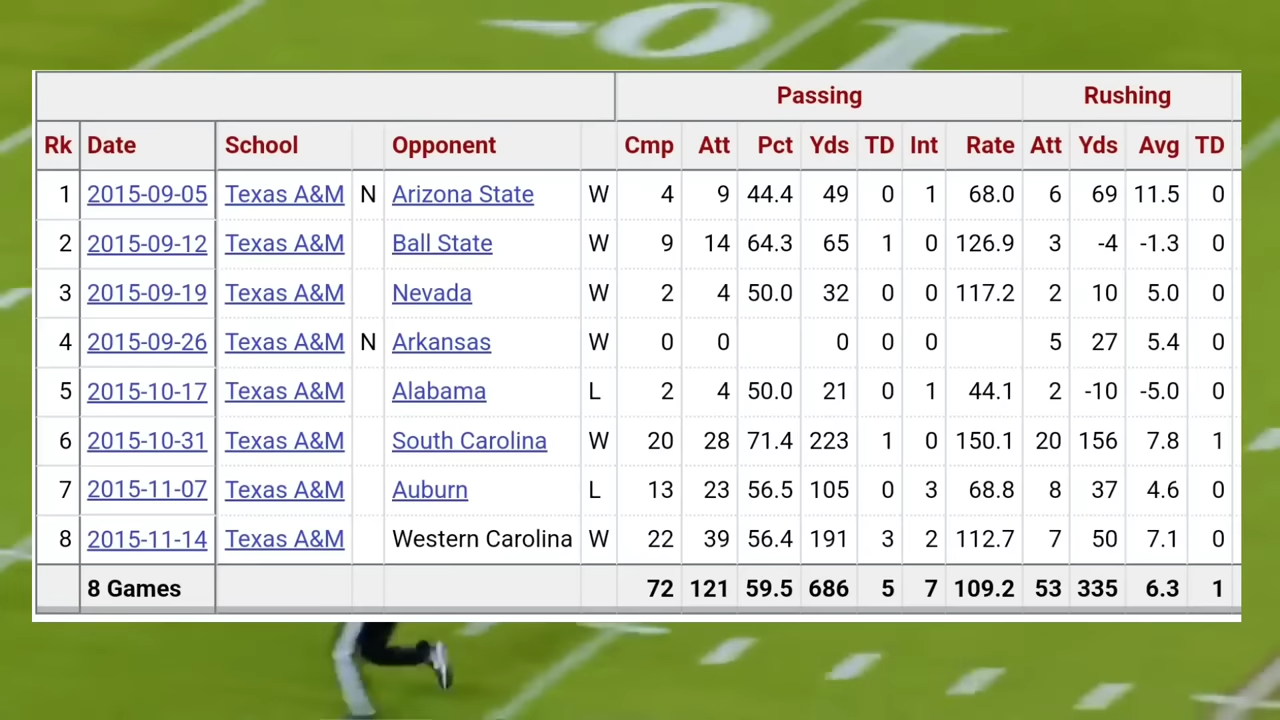 10
Passing Rushing
Rk Date School Opponent Cmp Att Pct Yds TD Int Rate Att Yds Avg TD
1 2015-09-05 Texas A&M N Arizona State W 4 9 44.4 49 0 1 68.0 6 69 11.5 0
2 2015-09-12 Texas A&M Ball State W 9 14 64.3 65 1 0 126.9 3 -4 -1.3 0
3 2015-09-19 Texas A&M Nevada W 2 4 50.0 32 0 0 117.2 2 10 5.0 0
4 2015-09-26 Texas A&M N Arkansas W 0 0 0 0 0 5 27 5.4 0
5 2015-10-17 Texas A&M Alabama L 2 4 50.0 21 0 1 44.1 2 -10 -5.0 0
6 2015-10-31 Texas A&M South Carolina W 20 28 71.4 223 1 0 150.1 20 156 7.8 1
7 2015-11-07 Texas A&M Auburn L 13 23 56.5 105 0 3 68.8 8 37 4.6 0
8 2015-11-14 Texas A&M Western Carolina W 22 39 56.4 191 3 2 112.7 7 50 7.1 0
8 Games 72 121 59.5 686 5 7 109.2 53 335 6.3 1